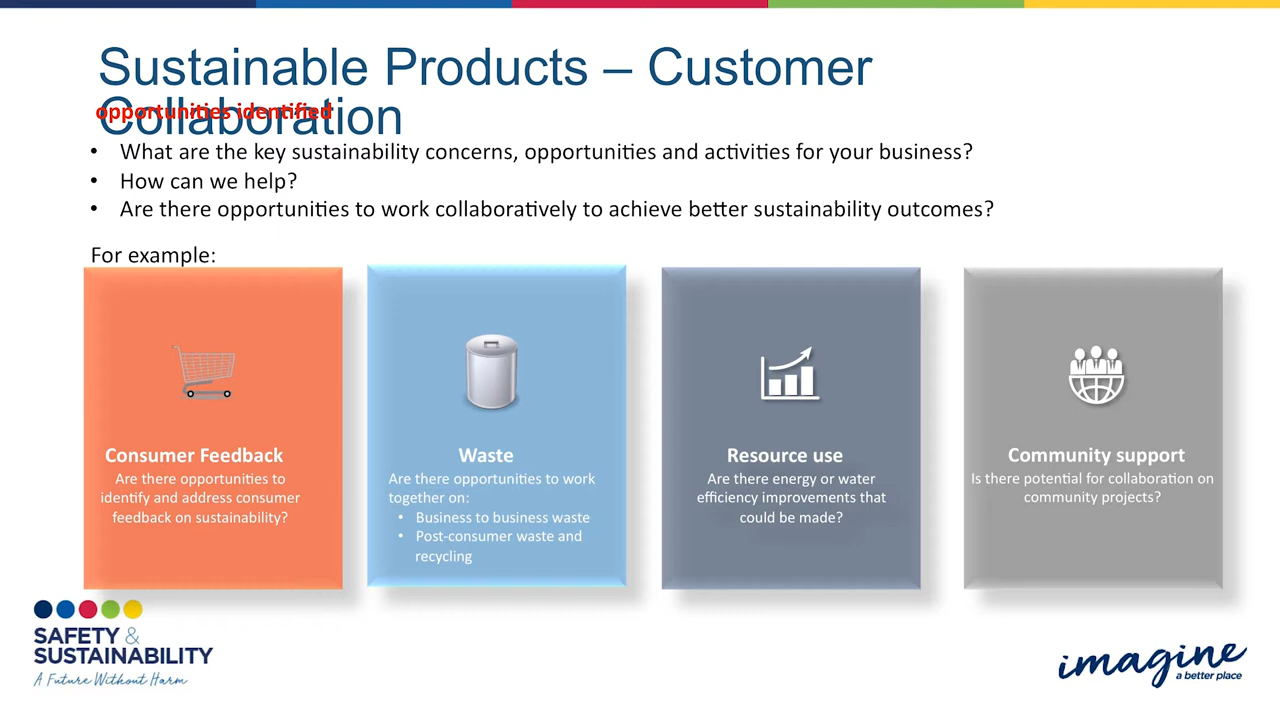 Sustainable Products – Customer
Collaboration
opportunities identified
• What are the key sustainability concerns, opportunities and activities for your business?
• How can we help?
• Are there opportunities to work collaboratively to achieve better sustainability outcomes?
For example:
Consumer Feedback
Are there opportunities to
identify and address consumer
feedback on sustainability?
Waste
Are there opportunities to work
together on:
• Business to business waste
• Post-consumer waste and
recycling
Resource use
Are there energy or water
efficiency improvements that
could be made?
Community support
Is there potential for collaboration on
community projects?
SAFETY &
SUSTAINABILITY
A Future Without Harm
imagine
a better place